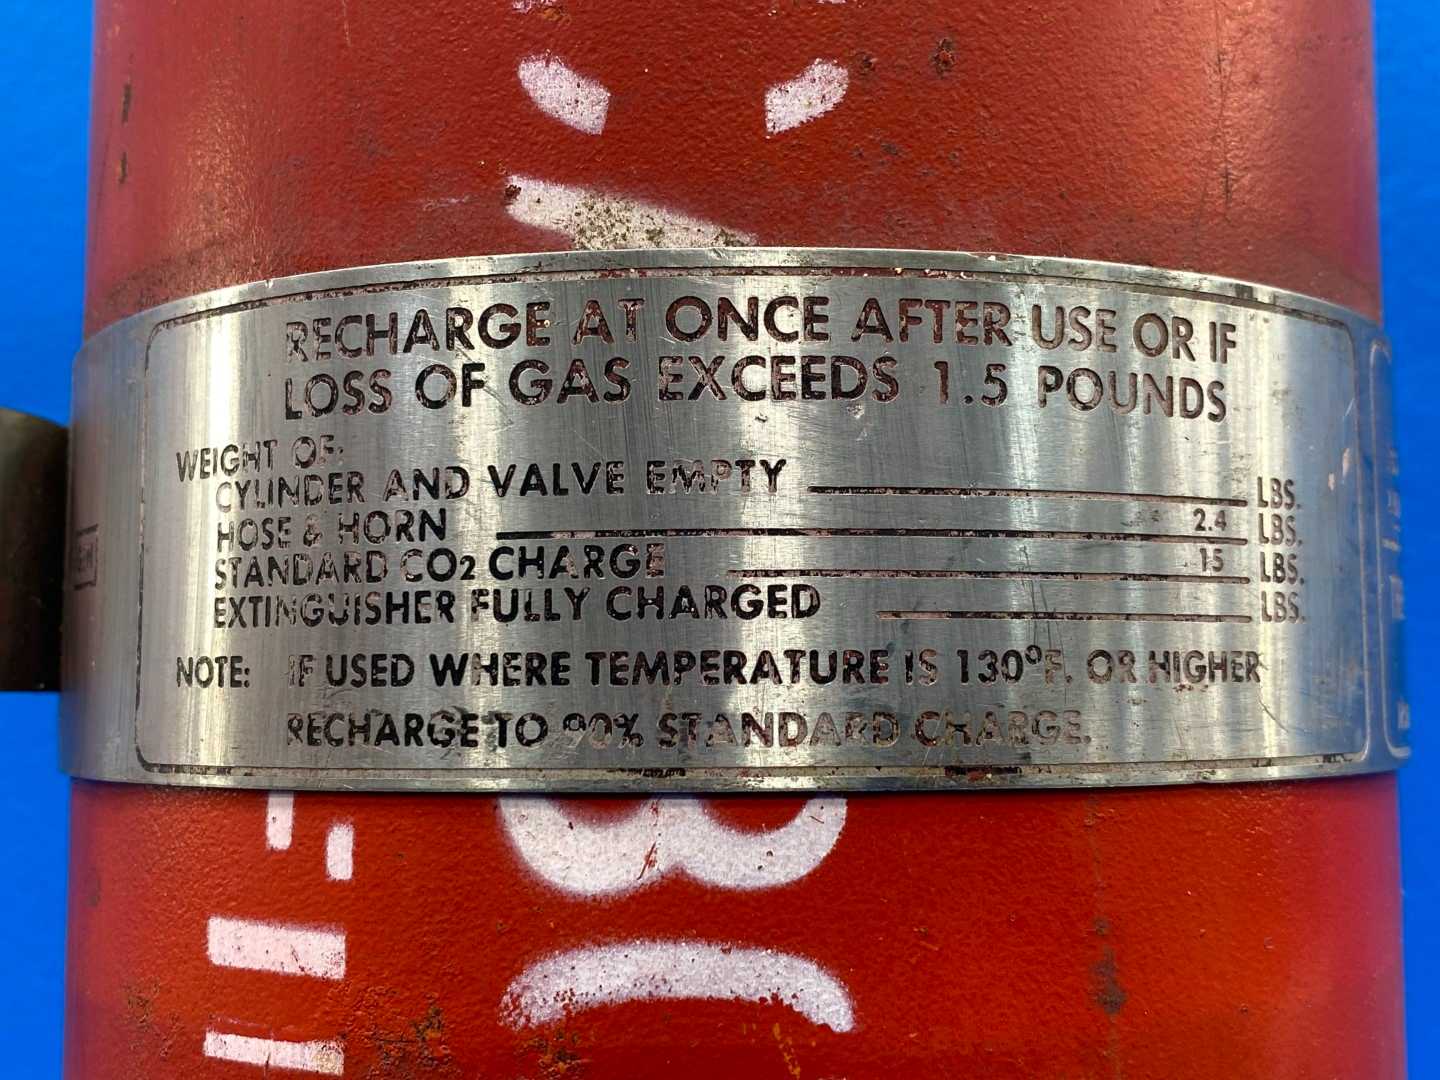 RECHARGE AT ONCE AFTER USE OR IF
LOSS OF GAS EXCEEDS 1.5 POUNDS
WEIGHT OF:
CYLINDER AND VALVE EMPTY LBS.
HOSE & HORN 2.4 LBS.
STANDARD CO2 CHARGE 15 LBS.
EXTINGUISHER FULLY CHARGED LBS.
NOTE: IF USED WHERE TEMPERATURE IS 130°F. OR HIGHER
RECHARGE TO 90% STANDARD CHARGE.